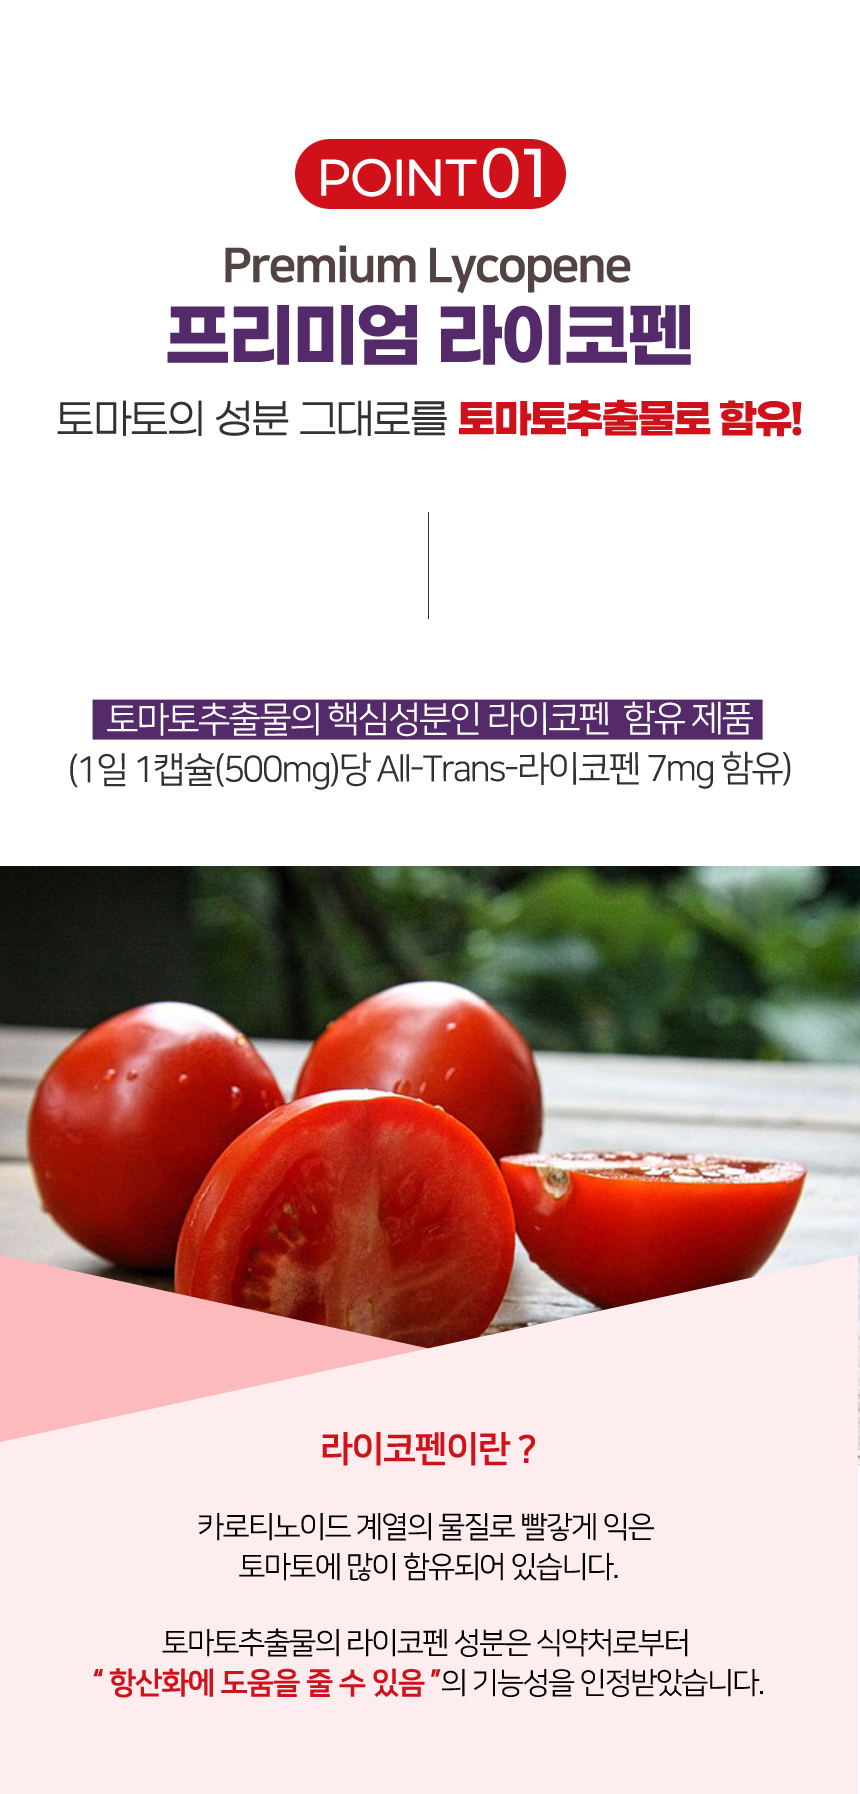 POINT01
Premium Lycopene
프리미엄 라이코펜
토마토의 성분 그대로를 토마토추출물로 함유!
토마토추출물의 핵심성분인 라이코펜 함유 제품
(1일 1캡슐(500mg)당 All-Trans-라이코펜 7mg 함유)
라이코펜이란 ?
카로티노이드 계열의 물질로 빨갛게 익은
토마토에 많이 함유되어 있습니다.
토마토추출물의 라이코펜 성분은 식약처로부터
“ 항산화에 도움을 줄 수 있음 ”의 기능성을 인정받았습니다.